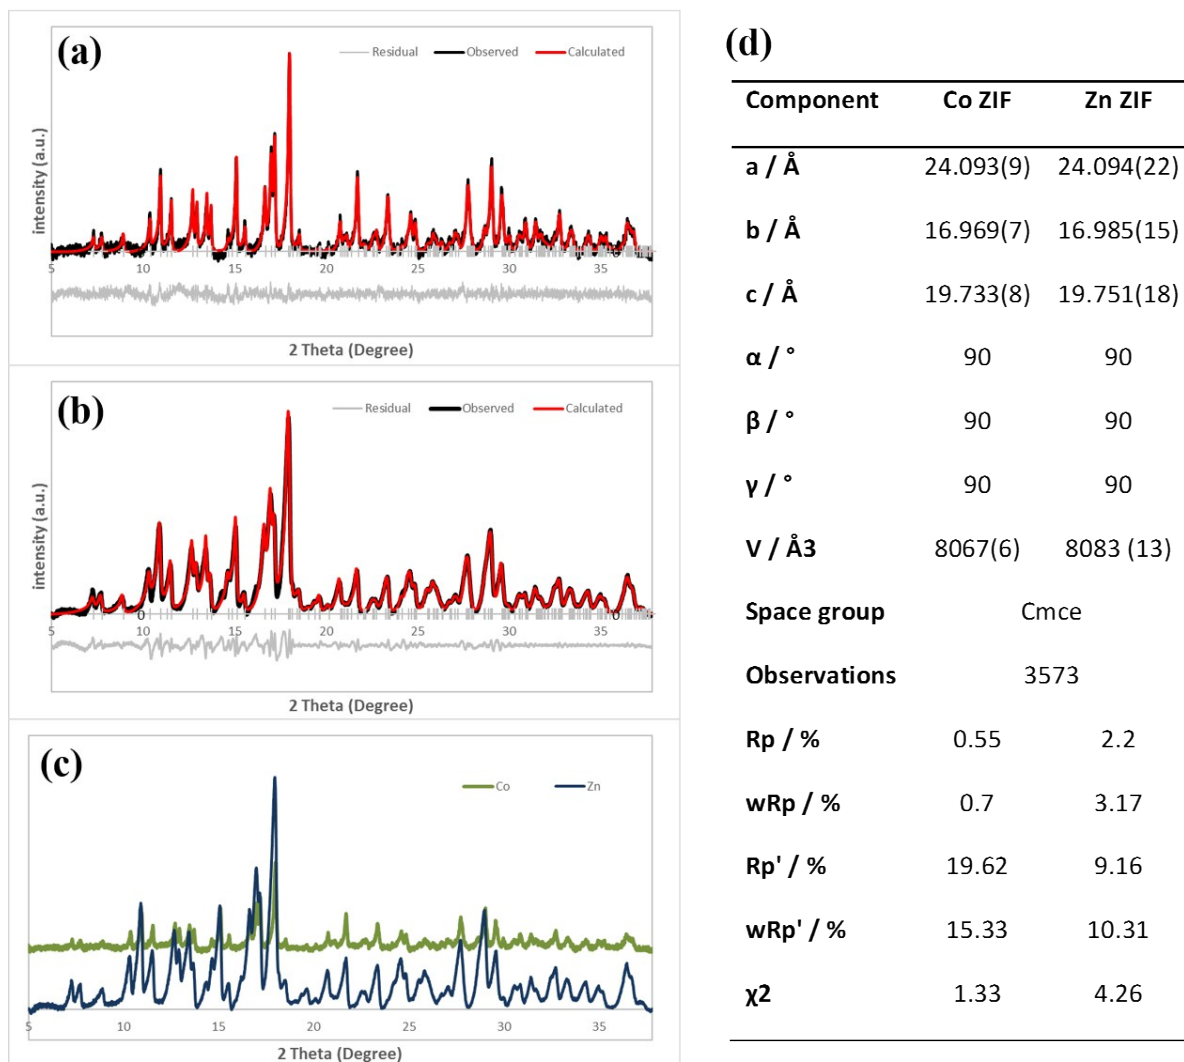 (a)
Residual Observed Calculated
intensity (a.u.)
5 10 15 20 25 30 35
0
2 Theta (Degree)
(b)
Residual Observed Calculated
intensity (a.u.)
5 10 15 20 25 30 35
0 0
2 Theta (Degree)
(c)
Co Zn
5 10 15 20 25 30 35
2 Theta (Degree)
(d)
Component Co ZIF Zn ZIF
a / Å 24.093(9) 24.094(22)
b / Å 16.969(7) 16.985(15)
c / Å 19.733(8) 19.751(18)
α / ° 90 90
β / ° 90 90
γ / ° 90 90
V / Å3 8067(6) 8083 (13)
Space group Cmce
Observations 3573
Rp / % 0.55 2.2
wRp / % 0.7 3.17
Rp' / % 19.62 9.16
wRp' / % 15.33 10.31
χ2 1.33 4.26